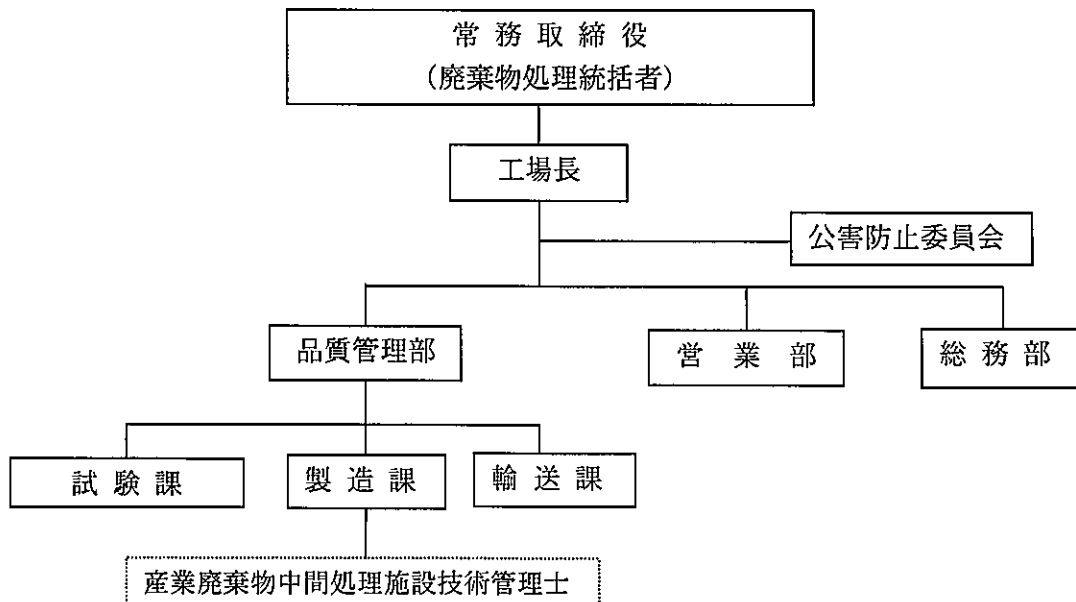 常務取締役
(廃棄物処理統括者)
工場長
公害防止委員会
品質管理部
営業部
総務部
試験課
製造課
輸送課
産業廃棄物中間処理施設技術管理士